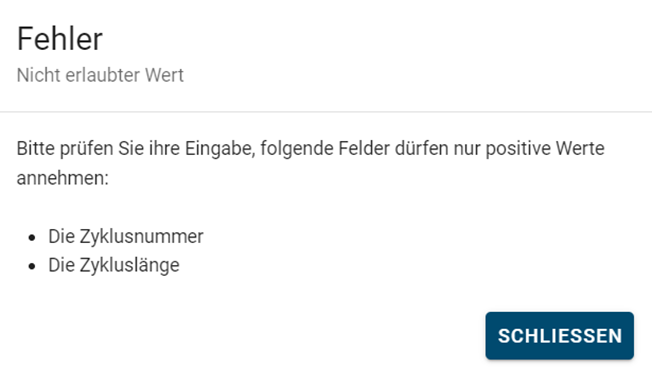 Fehler
Nicht erlaubter Wert
Bitte prüfen Sie ihre Eingabe, folgende Felder dürfen nur positive Werte
annehmen:
• Die Zyklusnummer
• Die Zykluslänge
SCHLIESSEN